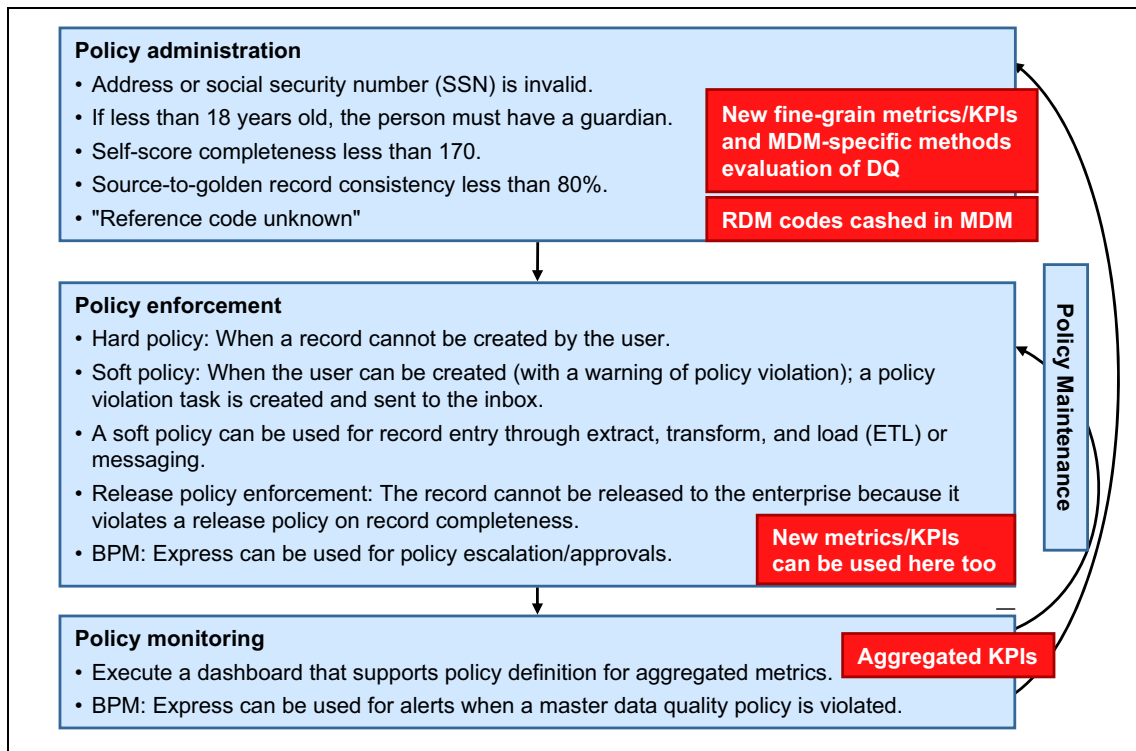 Policy administration
• Address or social security number (SSN) is invalid.
• If less than 18 years old, the person must have a guardian.
• Self-score completeness less than 170.
• Source-to-golden record consistency less than 80%.
• "Reference code unknown"
New fine-grain metrics/KPIs
and MDM-specific methods
evaluation of DQ
RDM codes cashed in MDM
Policy enforcement
• Hard policy: When a record cannot be created by the user.
• Soft policy: When the user can be created (with a warning of policy violation); a policy
violation task is created and sent to the inbox.
• A soft policy can be used for record entry through extract, transform, and load (ETL) or
messaging.
• Release policy enforcement: The record cannot be released to the enterprise because it
violates a release policy on record completeness.
• BPM: Express can be used for policy escalation/approvals.
New metrics/KPIs
can be used here too
Policy Maintenance
Policy monitoring
• Execute a dashboard that supports policy definition for aggregated metrics.
• BPM: Express can be used for alerts when a master data quality policy is violated.
Aggregated KPIs